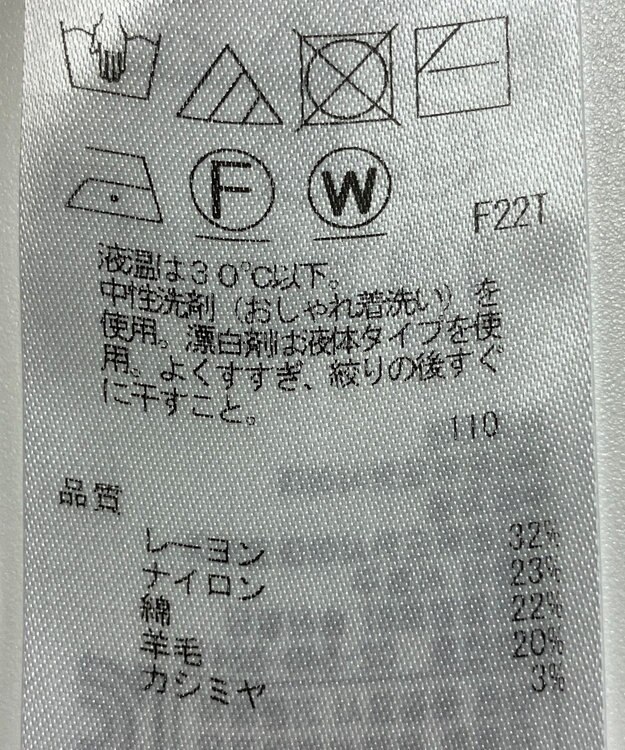 F
W
F22T
液温は３０℃以下。
中性洗剤（おしゃれ着洗い）を
使用。漂白剤は液体タイプを使
用。よくすすぎ、絞りの後すぐ
に干すこと。
110
品質
レーヨン 32%
ナイロン 23%
綿 22%
羊毛 20%
カシミヤ 3%